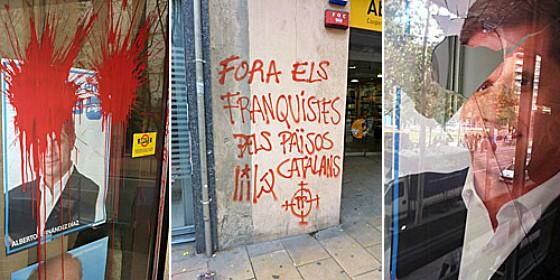 ALBERTO FERNÁNDEZ DÍAZ
FORA ELS
FRANQUISTES
DELS PAÏSOS
CATALANS